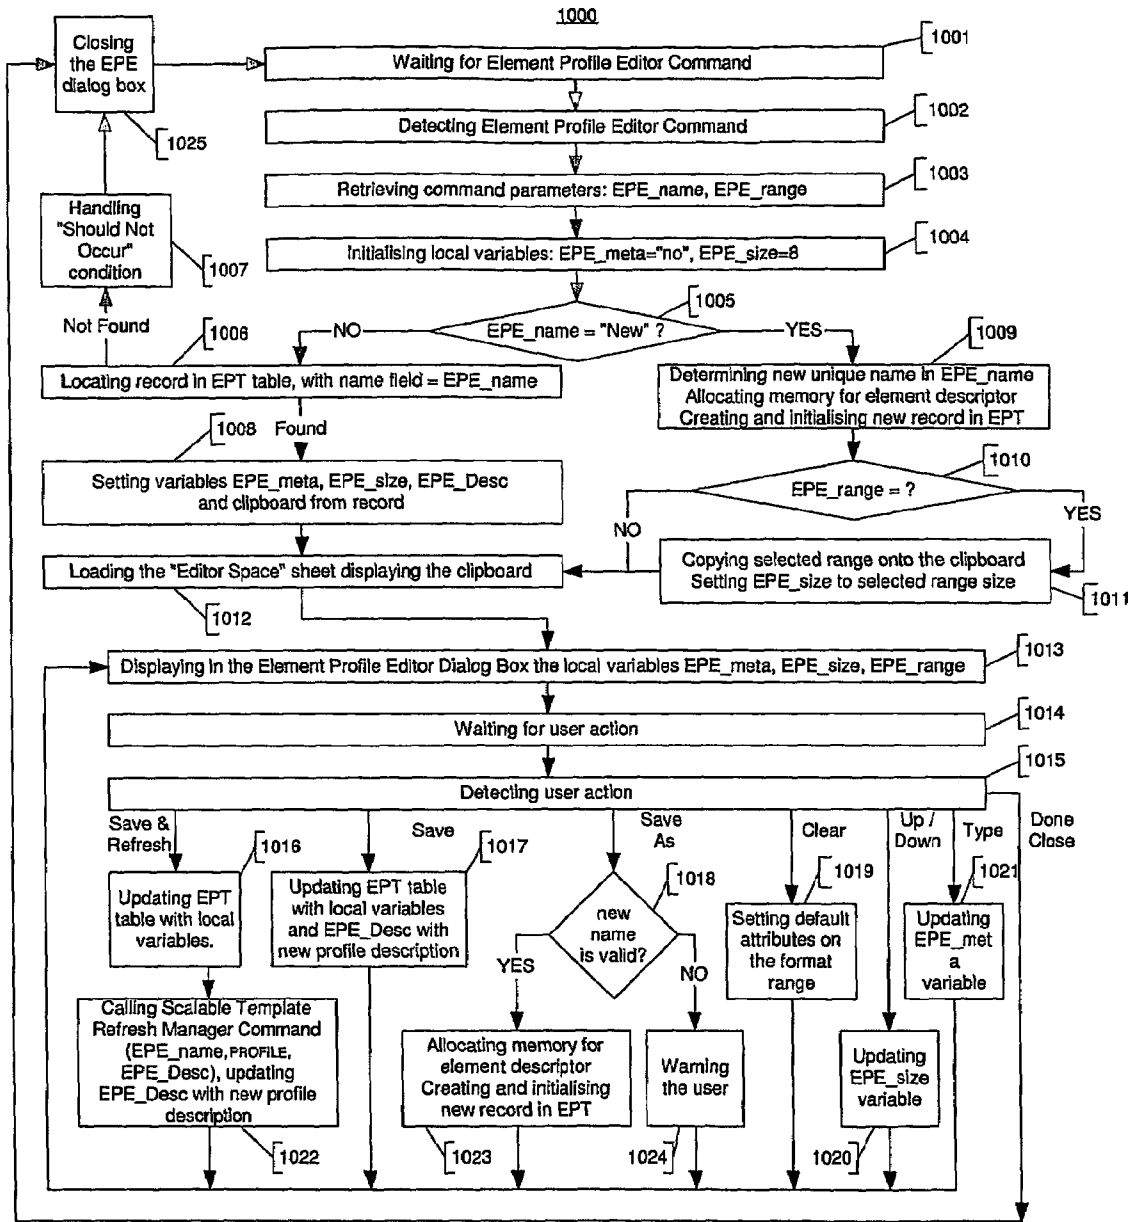 1000
Closing
the EPE
dialog box
1025
Waiting for Element Profile Editor Command
1001
Detecting Element Profile Editor Command
1002
Retrieving command parameters: EPE_name, EPE_range
1003
Initialising local variables: EPE_meta="no", EPE_size=8
1004
Handling
"Should Not
Occur"
condition
1007
Not Found
EPE_name = "New" ?
1005
NO
YES
1006
Locating record in EPT table, with name field = EPE_name
1009
Determining new unique name in EPE_name
Allocating memory for element descriptor
Creating and initialising new record in EPT
1008
Found
Setting variables EPE_meta, EPE_size, EPE_Desc
and clipboard from record
1010
EPE_range = ?
NO
YES
Copying selected range onto the clipboard
Setting EPE_size to selected range size
1011
Loading the "Editor Space" sheet displaying the clipboard
1012
Displaying in the Element Profile Editor Dialog Box the local variables EPE_meta, EPE_size, EPE_range
1013
Waiting for user action
1014
Detecting user action
1015
Save &
Refresh
Save
Save
As
Clear
Up /
Down
Type
Done
Close
1016
Updating EPT
table with local
variables.
1017
Updating EPT table
with local variables
and EPE_Desc with
new profile description
1018
new
name
is valid?
YES
NO
1019
Setting default
attributes on
the format
range
1021
Updating
EPE_met
a
variable
Calling Scalable Template
Refresh Manager Command
(EPE_name,PROFILE,
EPE_Desc), updating
EPE_Desc with new profile
description
1022
Allocating memory for
element descriptor
Creating and initialising
new record in EPT
1023
Warning
the user
1024
Updating
EPE_size
variable
1020